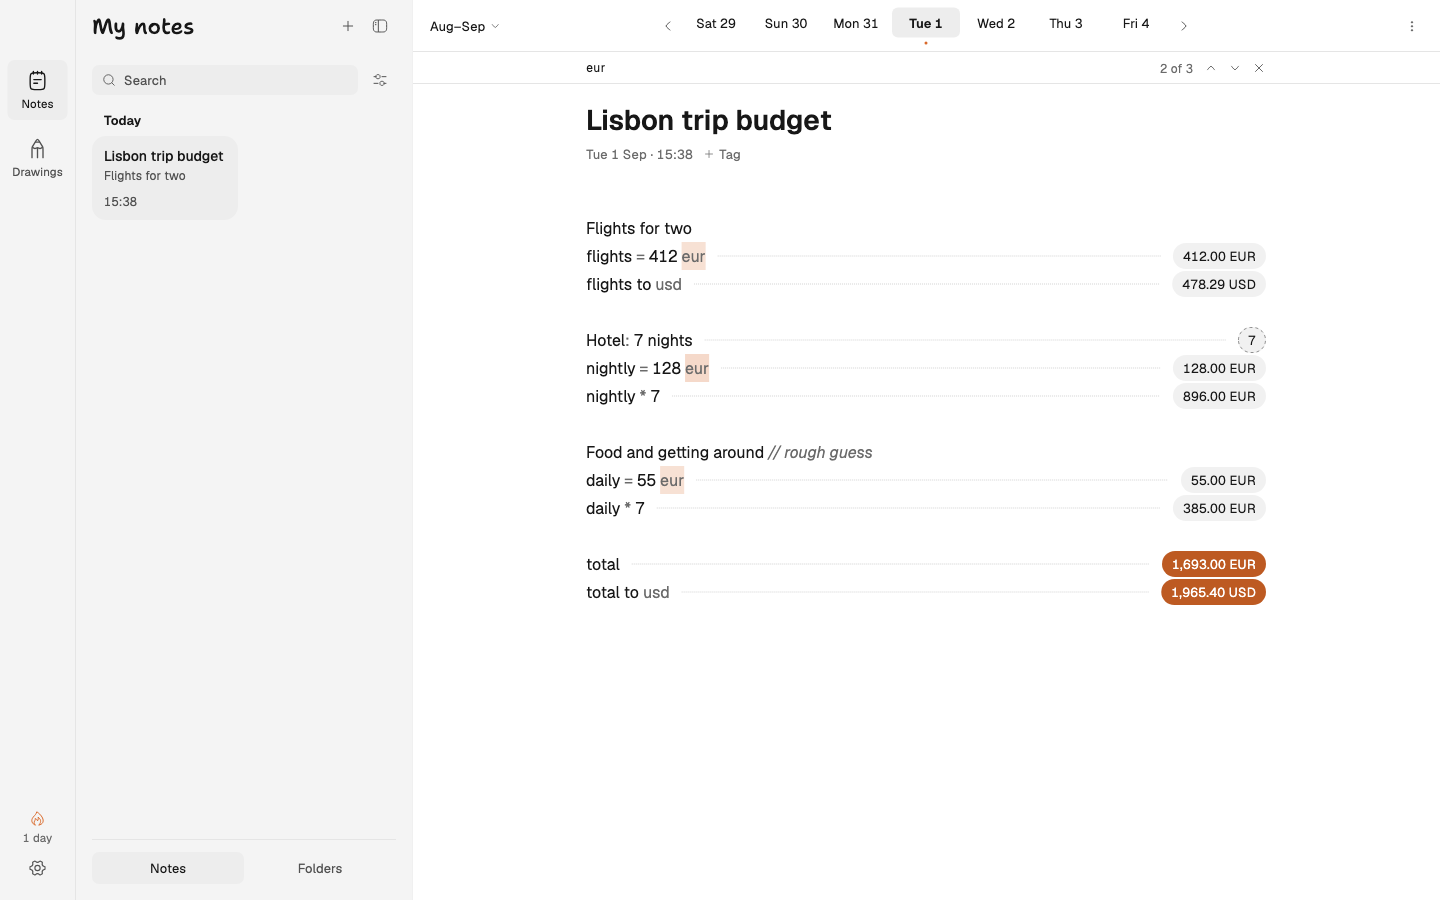 My notes
Search
Today
Lisbon trip budget
Flights for two
15:38
Notes
Drawings
1 day
Notes
Folders
Aug–Sep
Sat 29
Sun 30
Mon 31
Tue 1
Wed 2
Thu 3
Fri 4
eur
2 of 3
Lisbon trip budget
Tue 1 Sep · 15:38 + Tag
Flights for two
flights = 412 eur 412.00 EUR
flights to usd 478.29 USD
Hotel: 7 nights 7
nightly = 128 eur 128.00 EUR
nightly * 7 896.00 EUR
Food and getting around // rough guess
daily = 55 eur 55.00 EUR
daily * 7 385.00 EUR
total 1,693.00 EUR
total to usd 1,965.40 USD